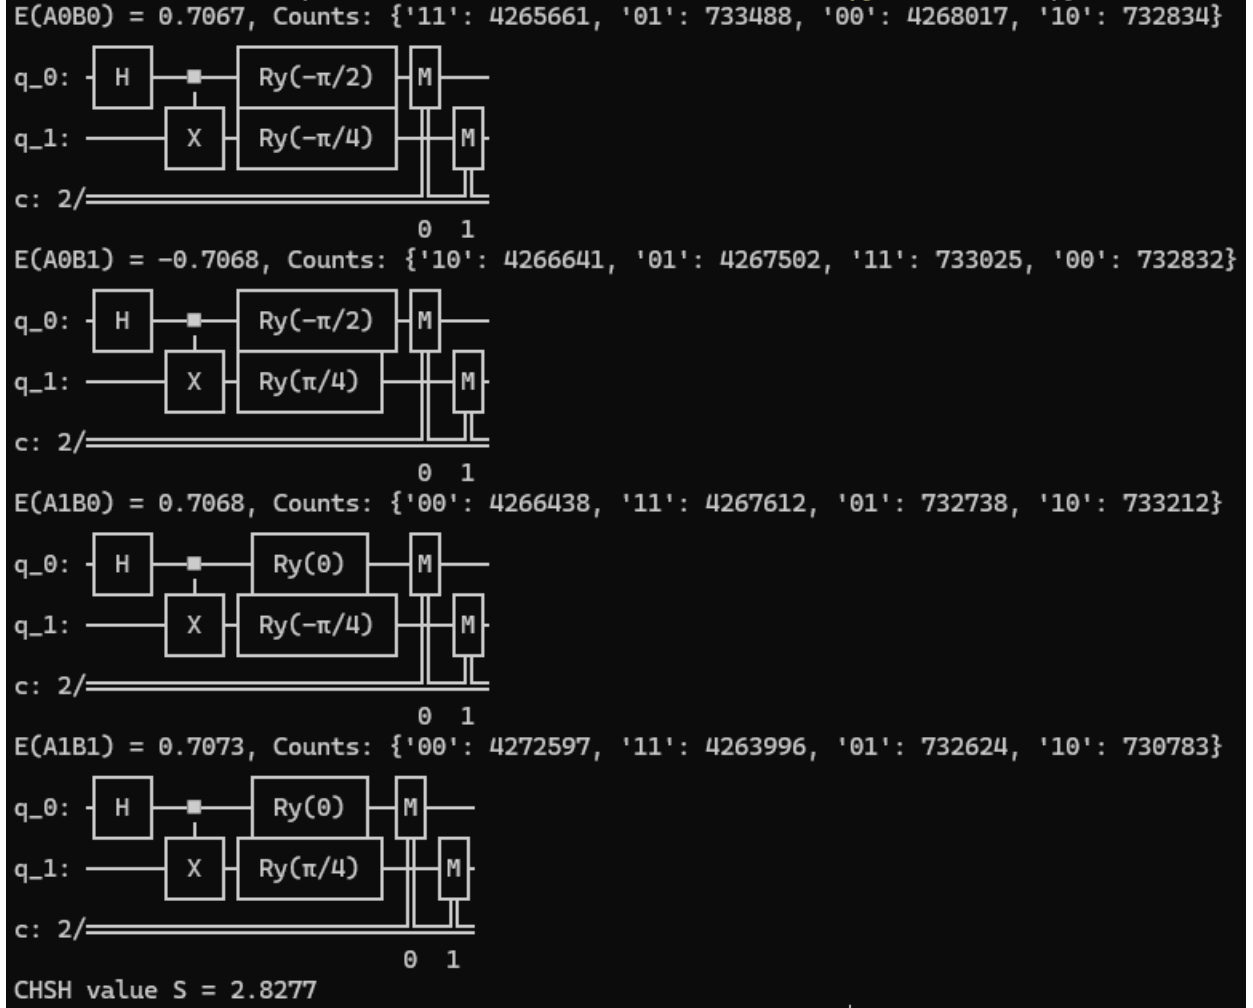 E(A0B0) = 0.7067, Counts: {'11': 4265661, '01': 733488, '00': 4268017, '10': 732834}
q_0: H Ry(-π/2) M
q_1: X Ry(-π/4) M
c: 2/
0 1
E(A0B1) = -0.7068, Counts: {'10': 4266641, '01': 4267502, '11': 733025, '00': 732832}
q_0: H Ry(-π/2) M
q_1: X Ry(π/4) M
c: 2/
0 1
E(A1B0) = 0.7068, Counts: {'00': 4266438, '11': 4267612, '01': 732738, '10': 733212}
q_0: H Ry(0) M
q_1: X Ry(-π/4) M
c: 2/
0 1
E(A1B1) = 0.7073, Counts: {'00': 4272597, '11': 4263996, '01': 732624, '10': 730783}
q_0: H Ry(0) M
q_1: X Ry(π/4) M
c: 2/
0 1
CHSH value S = 2.8277